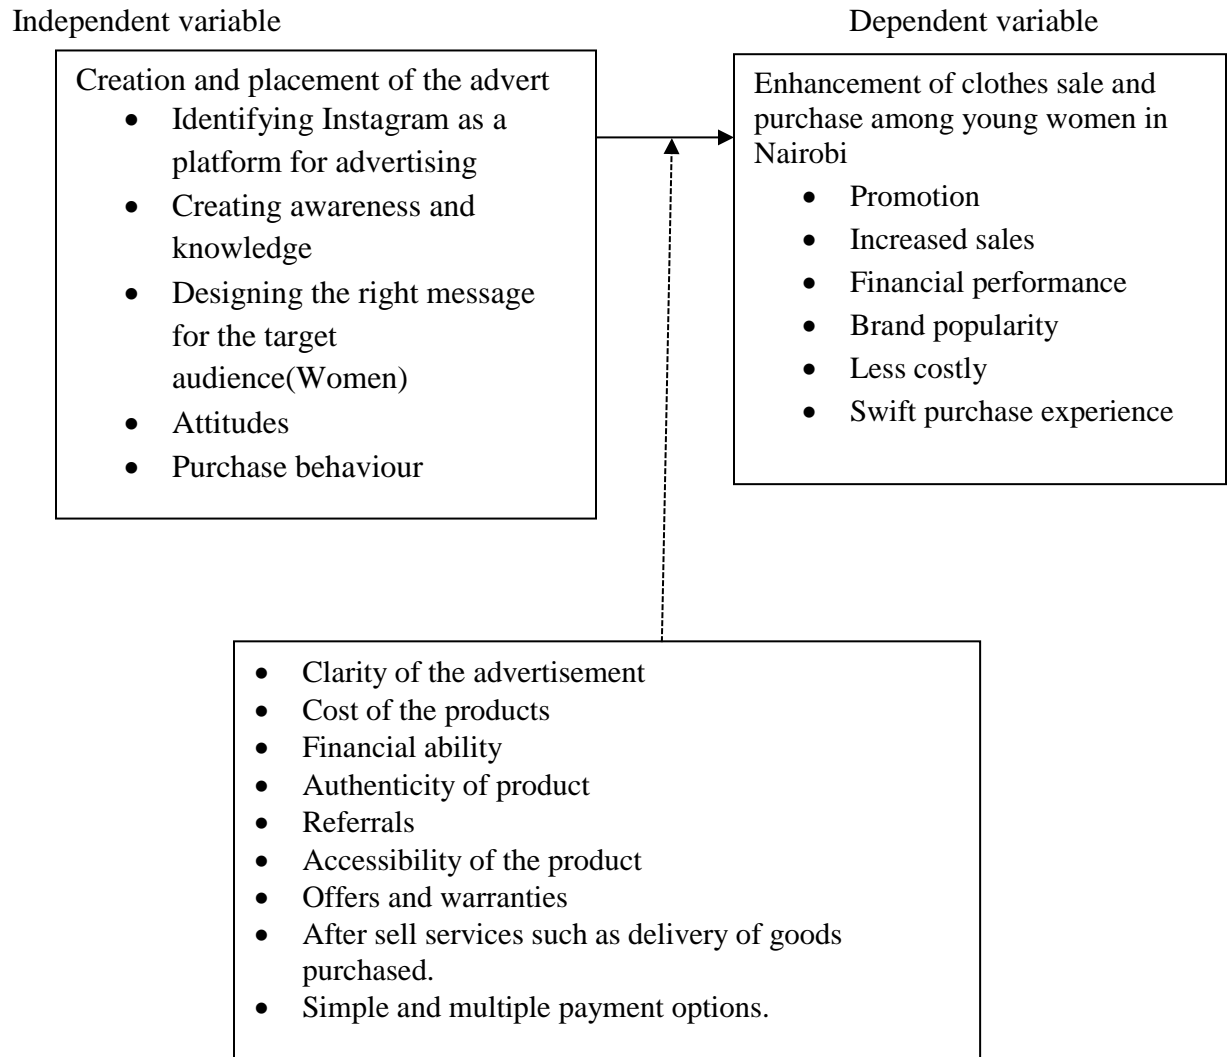 Independent variable
Dependent variable
Creation and placement of the advert
• Identifying Instagram as a
platform for advertising
• Creating awareness and
knowledge
• Designing the right message
for the target
audience(Women)
• Attitudes
• Purchase behaviour
Enhancement of clothes sale and
purchase among young women in
Nairobi
• Promotion
• Increased sales
• Financial performance
• Brand popularity
• Less costly
• Swift purchase experience
• Clarity of the advertisement
• Cost of the products
• Financial ability
• Authenticity of product
• Referrals
• Accessibility of the product
• Offers and warranties
• After sell services such as delivery of goods
purchased.
• Simple and multiple payment options.